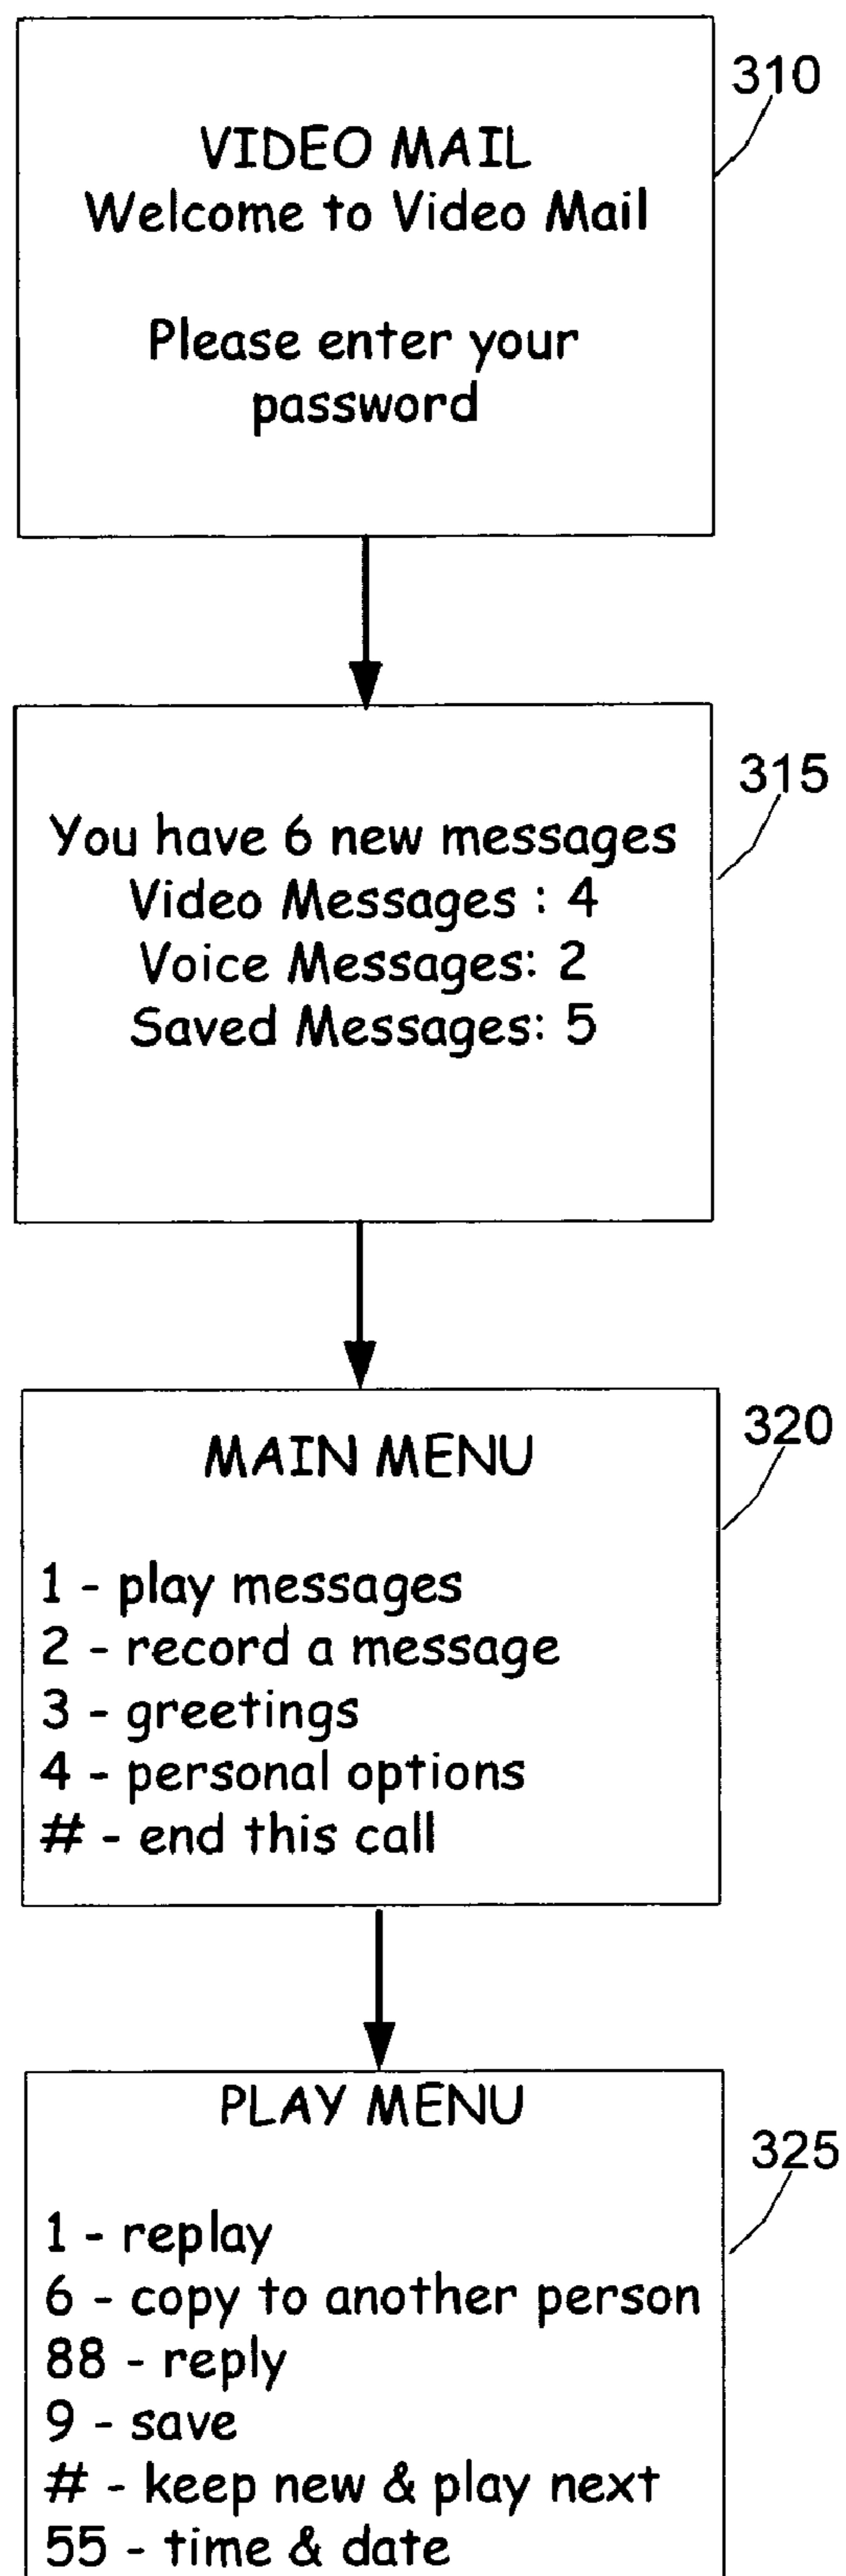 310
VIDEO MAIL
Welcome to Video Mail
Please enter your
password
315
You have 6 new messages
Video Messages : 4
Voice Messages: 2
Saved Messages: 5
320
MAIN MENU
1 - play messages
2 - record a message
3 - greetings
4 - personal options
# - end this call
325
PLAY MENU
1 - replay
6 - copy to another person
88 - reply
9 - save
# - keep new & play next
55 - time & date